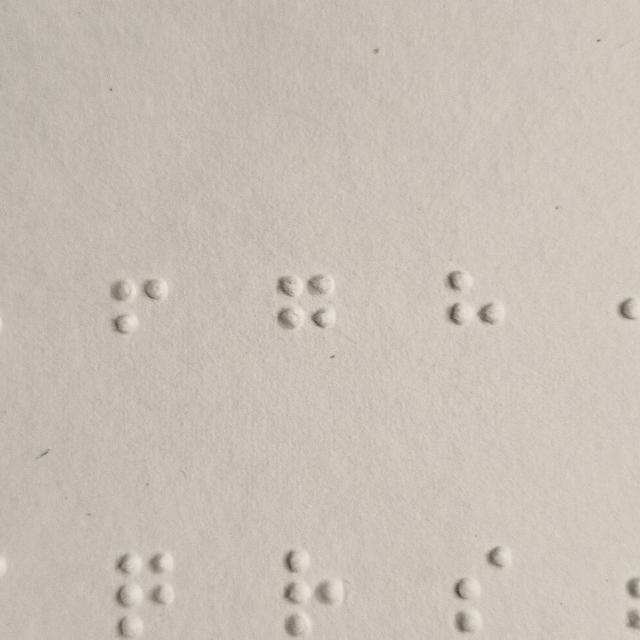 ⠋ ⠛ ⠓
⠟ ⠗ ⠎